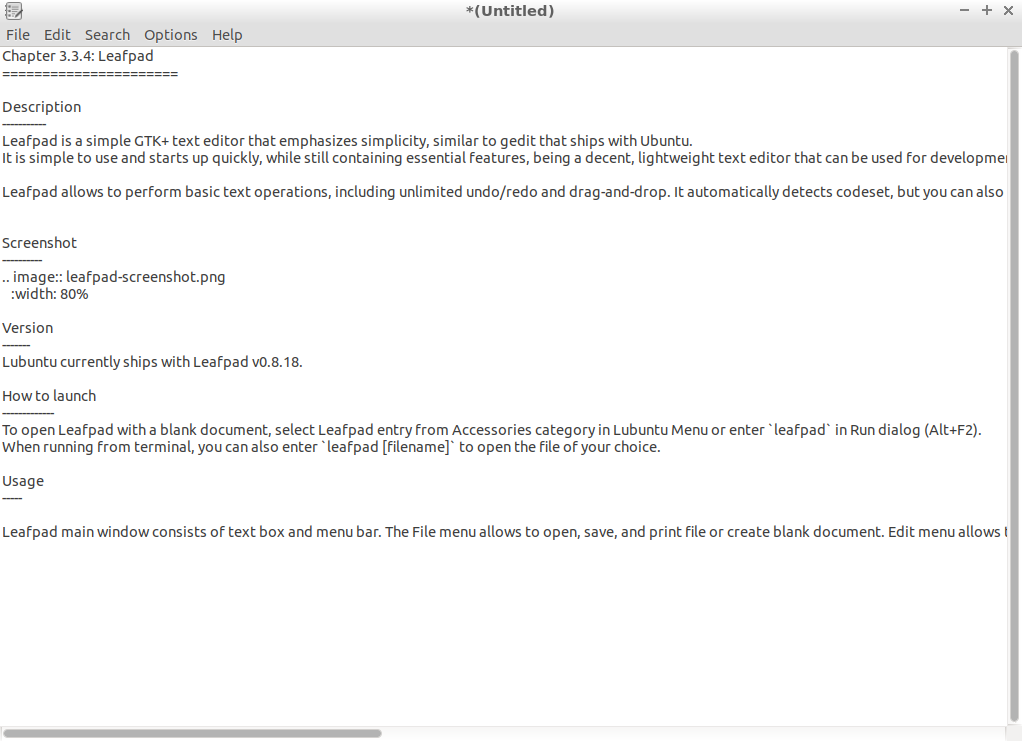 *(Untitled)
File Edit Search Options Help
Chapter 3.3.4: Leafpad
======================
Description
-----------
Leafpad is a simple GTK+ text editor that emphasizes simplicity, similar to gedit that ships with Ubuntu.
It is simple to use and starts up quickly, while still containing essential features, being a decent, lightweight text editor that can be used for developme
Leafpad allows to perform basic text operations, including unlimited undo/redo and drag-and-drop. It automatically detects codeset, but you can also
Screenshot
----------
.. image:: leafpad-screenshot.png
:width: 80%
Version
-------
Lubuntu currently ships with Leafpad v0.8.18.
How to launch
-------------
To open Leafpad with a blank document, select Leafpad entry from Accessories category in Lubuntu Menu or enter `leafpad` in Run dialog (Alt+F2).
When running from terminal, you can also enter `leafpad [filename]` to open the file of your choice.
Usage
-----
Leafpad main window consists of text box and menu bar. The File menu allows to open, save, and print file or create blank document. Edit menu allows